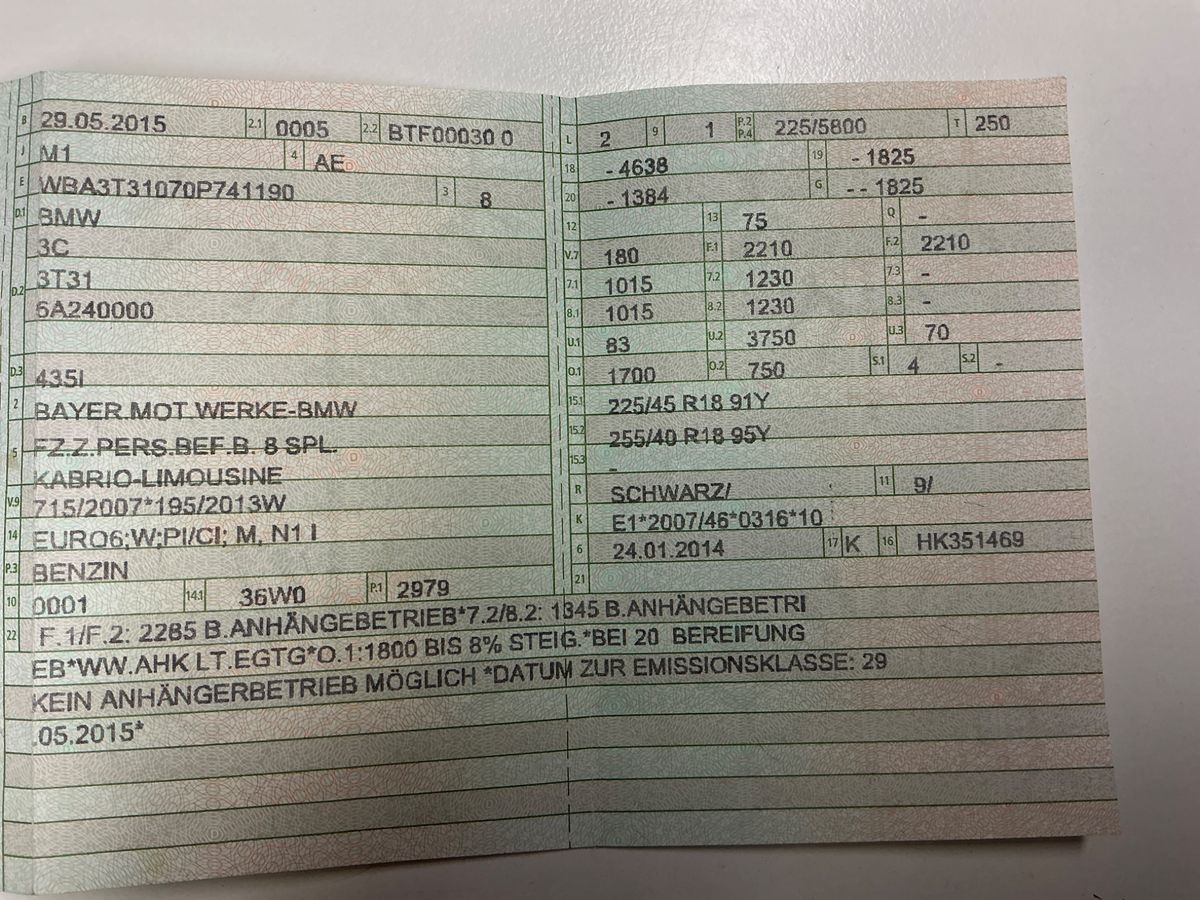 B 29.05.2015 2.1 0005 2.2 BTF00030 0
J M1 4 AE
E WBA3T31070P741190 3 8
D.1 BMW
3C
D.2 3T31
6A240000
D.3 435I
2 BAYER.MOT.WERKE-BMW
5 FZ.Z.PERS.BEF.B. 8 SPL.
KABRIO-LIMOUSINE
V.9 715/2007*195/2013W
14 EURO6;W;PI/CI; M, N1 I
P.3 BENZIN
10 0001 14.1 36W0 P.1 2979
L 2 9 1 P.2 P.4 225/5800 T 250
18 - 4638 19 - 1825
20 - 1384 G - - 1825
12 13 75 Q -
V.7 180 F.1 2210 F.2 2210
7.1 1015 7.2 1230 7.3 -
8.1 1015 8.2 1230 8.3 -
U.1 83 U.2 3750 U.3 70
O.1 1700 O.2 750 S.1 4 S.2 -
15.1 225/45 R18 91Y
15.2 255/40 R18 95Y
15.3 -
R SCHWARZ/ 11 9/
K E1*2007/46*0316*10
6 24.01.2014 17 K 16 HK351469
21
22 F.1/F.2: 2285 B.ANHÄNGEBETRIEB*7.2/8.2: 1345 B.ANHÄNGEBETRI
EB*WW.AHK LT.EGTG*O.1:1800 BIS 8% STEIG.*BEI 20 BEREIFUNG
KEIN ANHÄNGERBETRIEB MÖGLICH *DATUM ZUR EMISSIONSKLASSE: 29
.05.2015*